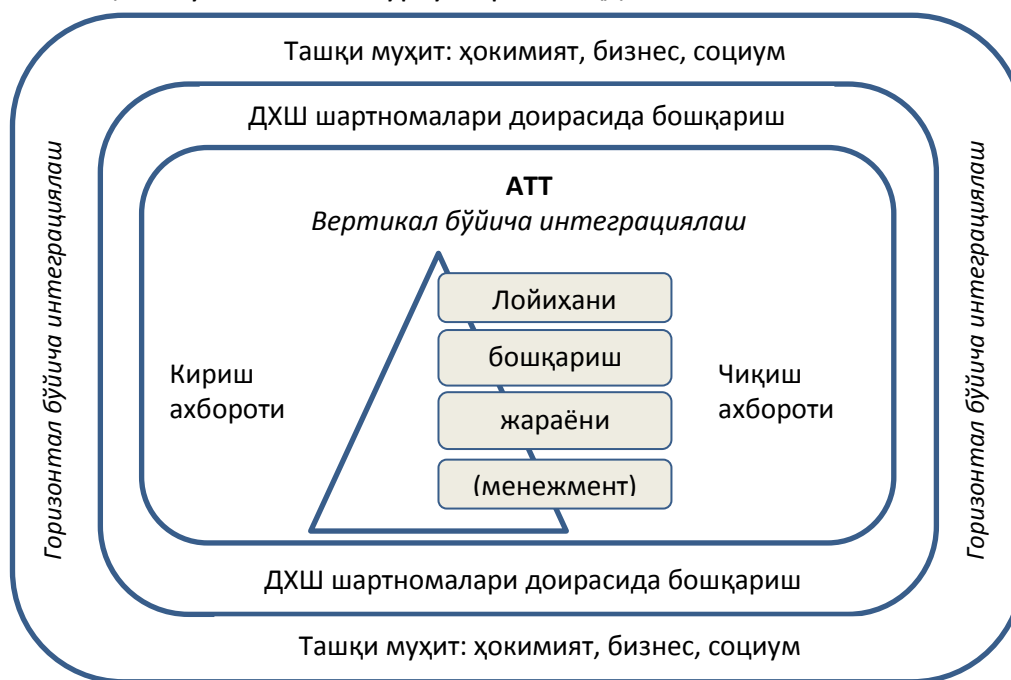 Ташқи муҳит: ҳокимият, бизнес, социум
ДХШ шартномалари доирасида бошқариш
АТТ
Вертикал бўйича интеграциялаш
Горизонтал бўйича интеграциялаш
Кириш
ахбороти
Лойиҳани
бошқариш
жараёни
(менежмент)
Чиқиш
ахбороти
Горизонтал бўйича интеграциялаш
ДХШ шартномалари доирасида бошқариш
Ташқи муҳит: ҳокимият, бизнес, социум